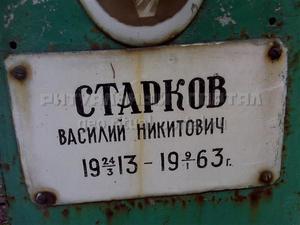 СТАРКОВ
ВАСИЛИЙ НИКИТОВИЧ
19 24/3 13 - 19 9/1 63 г.